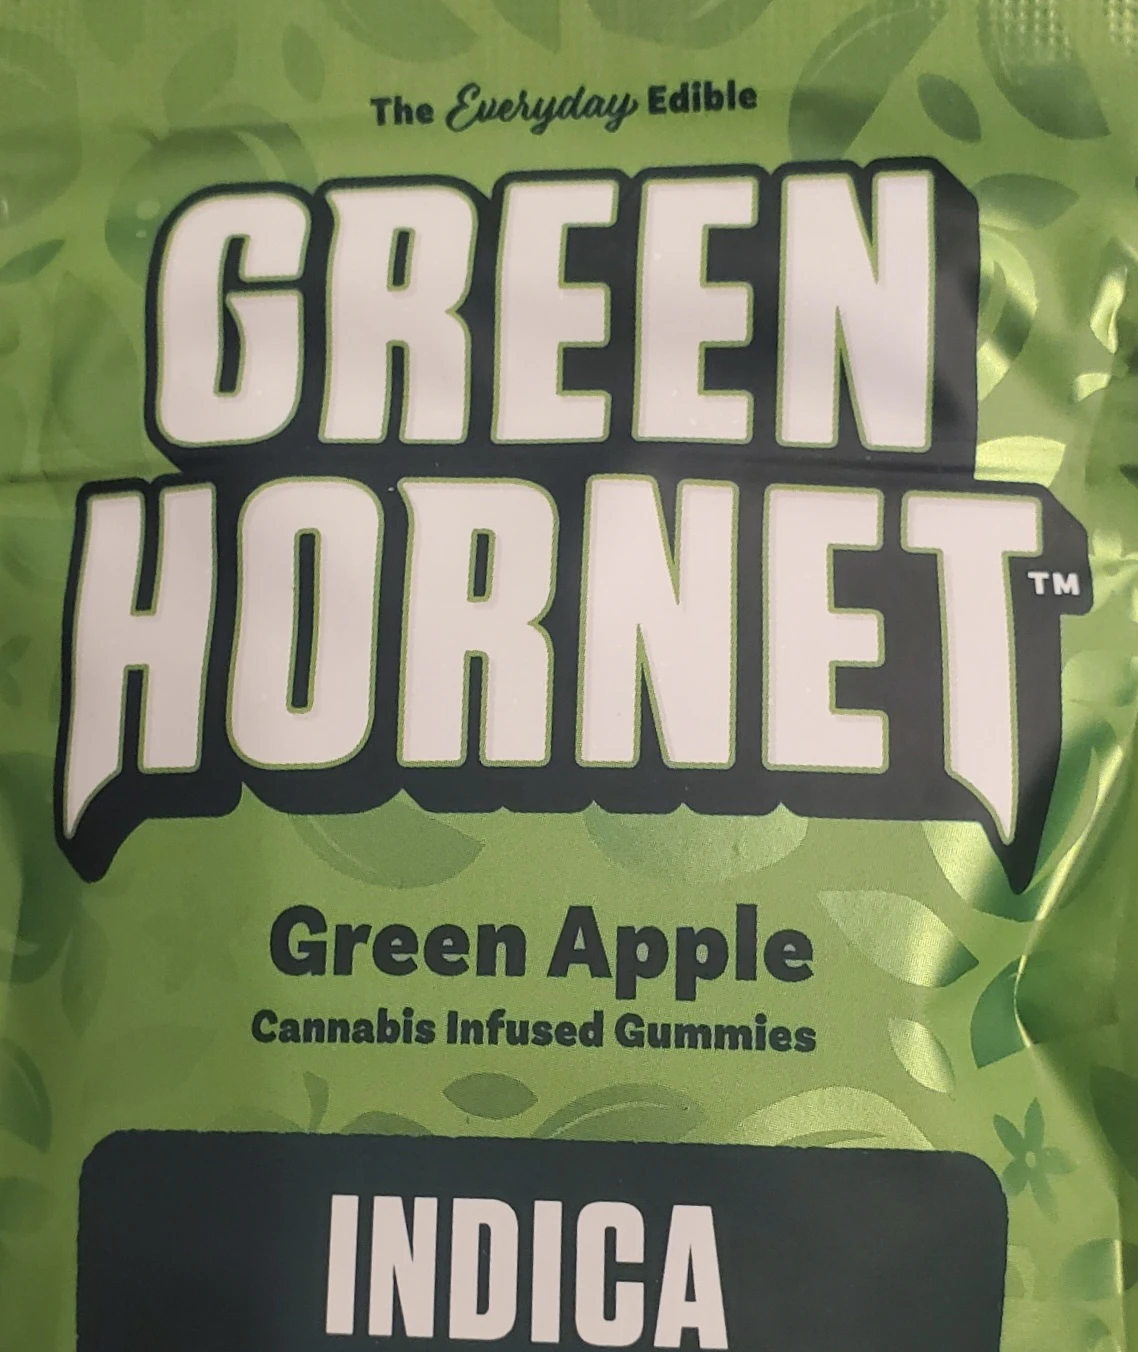 The Everyday Edible
GREEN
HORNET™
Green Apple
Cannabis Infused Gummies
INDICA